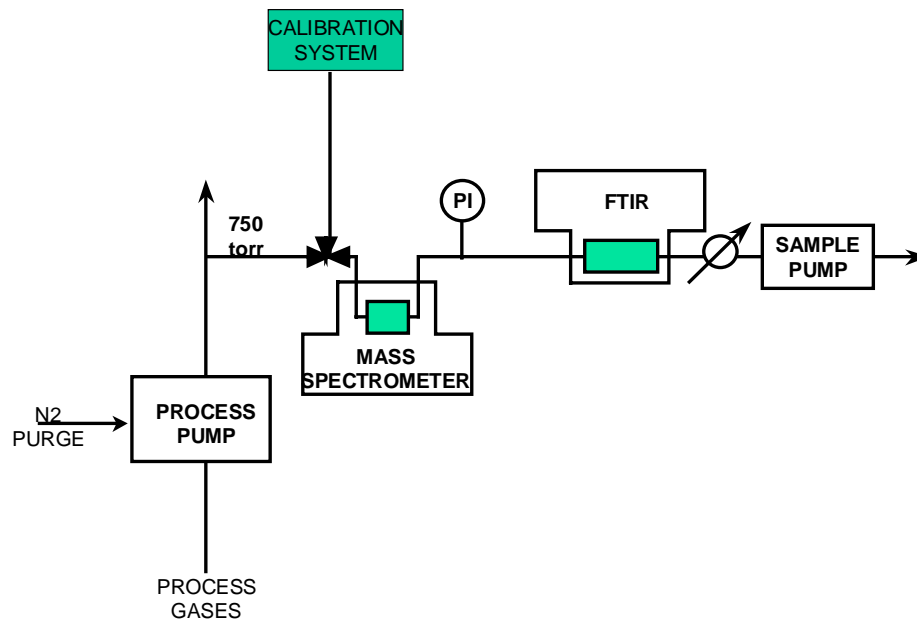 CALIBRATION
SYSTEM
750
torr
PI
FTIR
SAMPLE
PUMP
MASS
SPECTROMETER
N2
PURGE
PROCESS
PUMP
PROCESS
GASES